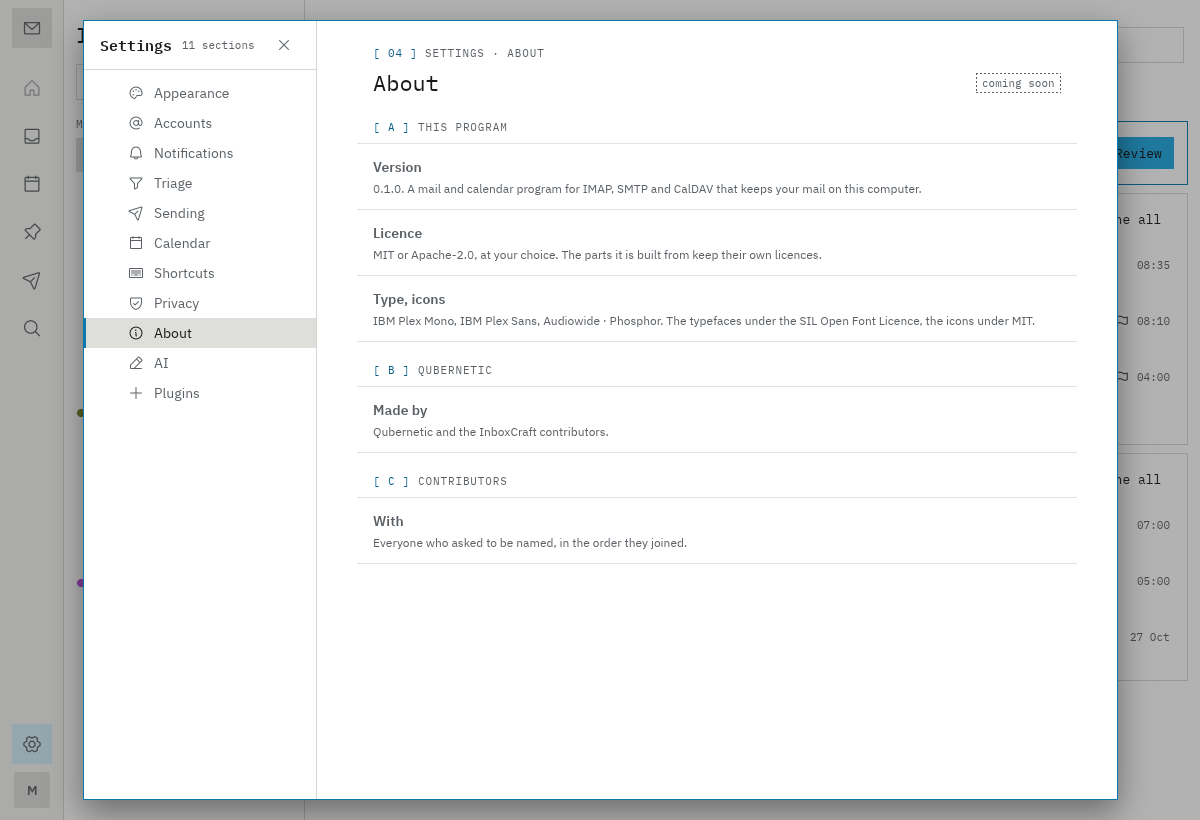 Settings 11 sections
Appearance
Accounts
Notifications
Triage
Sending
Calendar
Shortcuts
Privacy
About
AI
Plugins
M
[ 04 ] SETTINGS · ABOUT
About
coming soon
[ A ] THIS PROGRAM
Version
0.1.0. A mail and calendar program for IMAP, SMTP and CalDAV that keeps your mail on this computer.
Licence
MIT or Apache-2.0, at your choice. The parts it is built from keep their own licences.
Type, icons
IBM Plex Mono, IBM Plex Sans, Audiowide · Phosphor. The typefaces under the SIL Open Font Licence, the icons under MIT.
[ B ] QUBERNETIC
Made by
Qubernetic and the InboxCraft contributors.
[ C ] CONTRIBUTORS
With
Everyone who asked to be named, in the order they joined.
Review
all
08:35
08:10
04:00
all
07:00
05:00
27 Oct